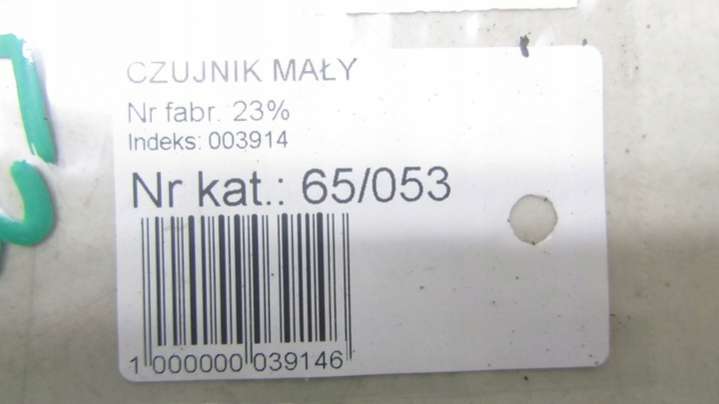 CZUJNIK MAŁY
Nr fabr. 23%
Indeks: 003914
Nr kat.: 65/053
1 000000 039146